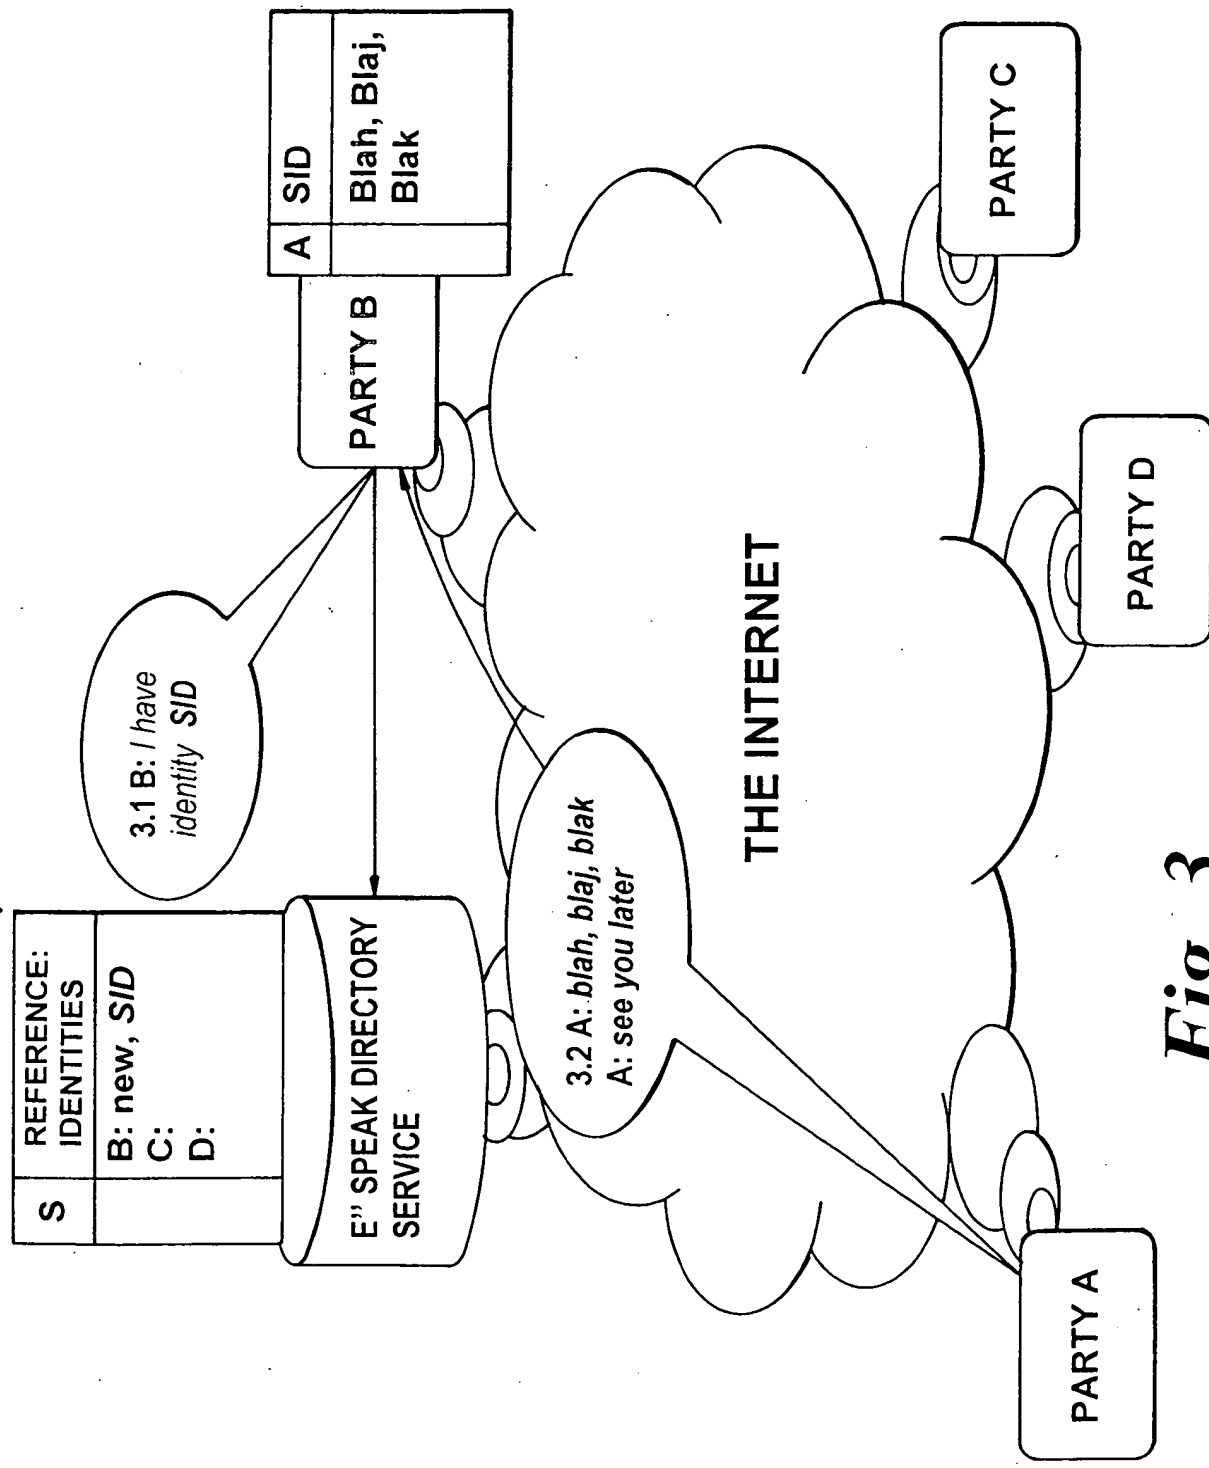 S
REFERENCE:
IDENTITIES
B: new, SID
C:
D:
E" SPEAK DIRECTORY
SERVICE
3.1 B: I have
identity SID
PARTY B
A
SID
Blah, Blaj,
Blak
3.2 A: blah, blaj, blak
A: see you later
THE INTERNET
PARTY A
PARTY D
PARTY C
Fig. 3